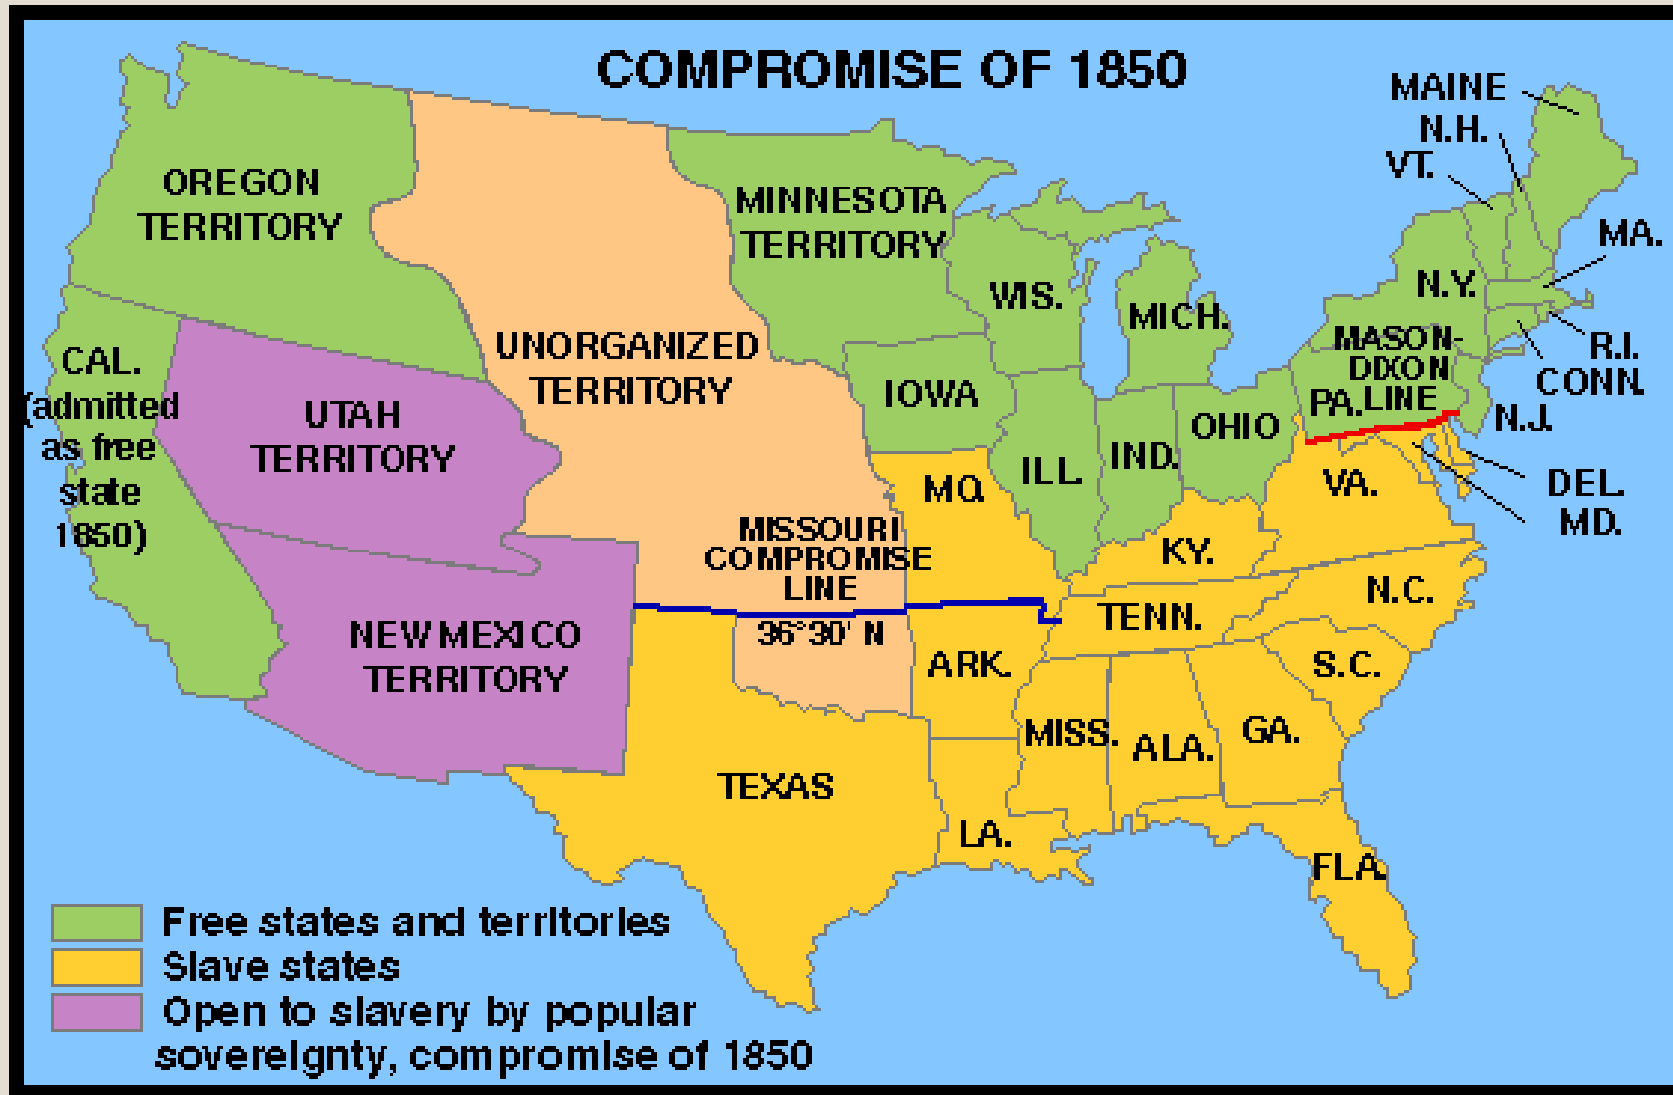 COMPROMISE OF 1850
MAINE
N.H.
VT.
MA.
OREGON
TERRITORY
MINNESOTA
TERRITORY
WIS.
MICH.
N.Y.
MASON-
DIXON
LINE
R.I.
CONN.
N.J.
PA.
UNORGANIZED
TERRITORY
CAL.
(admitted
as free
state
1850)
UTAH
TERRITORY
IOWA
ILL.
IND.
OHIO
DEL.
MD.
VA.
MO.
KY.
MISSOURI
COMPROMISE
LINE
36°30' N
NEW MEXICO
TERRITORY
TENN.
N.C.
ARK.
S.C.
MISS.
ALA.
GA.
TEXAS
LA.
FLA.
Free states and territories
Slave states
Open to slavery by popular
sovereignty, compromise of 1850